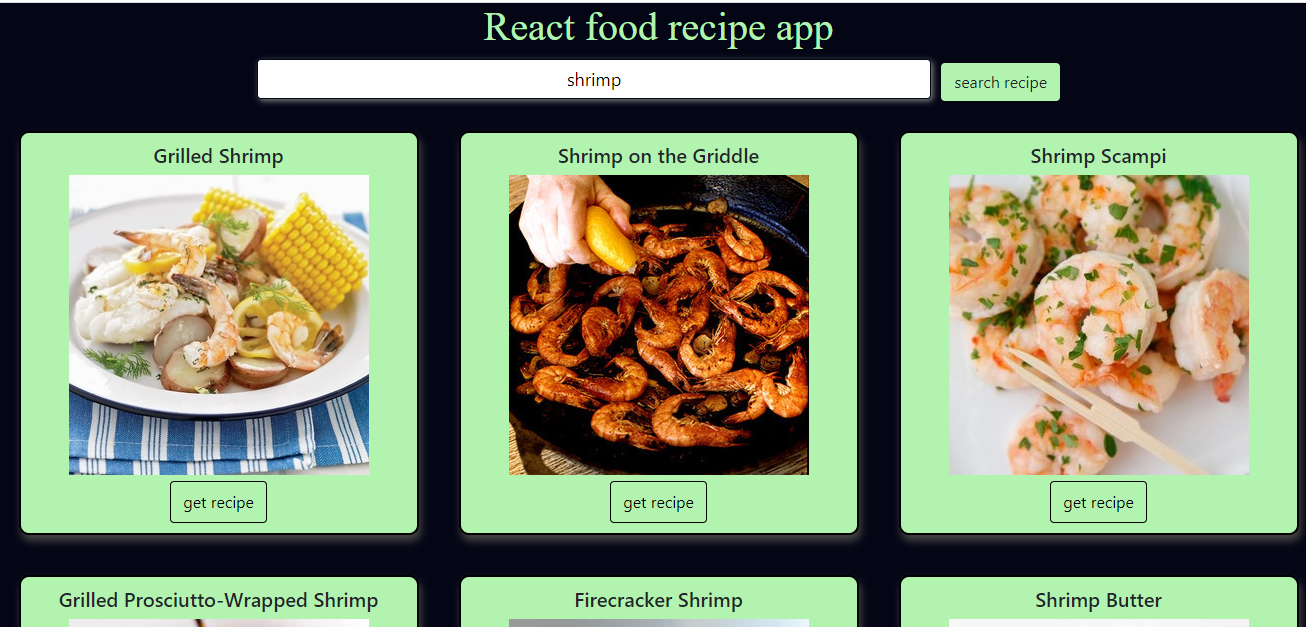 React food recipe app
shrimp
search recipe
Grilled Shrimp
Shrimp on the Griddle
Shrimp Scampi
get recipe
get recipe
get recipe
Grilled Prosciutto-Wrapped Shrimp
Firecracker Shrimp
Shrimp Butter